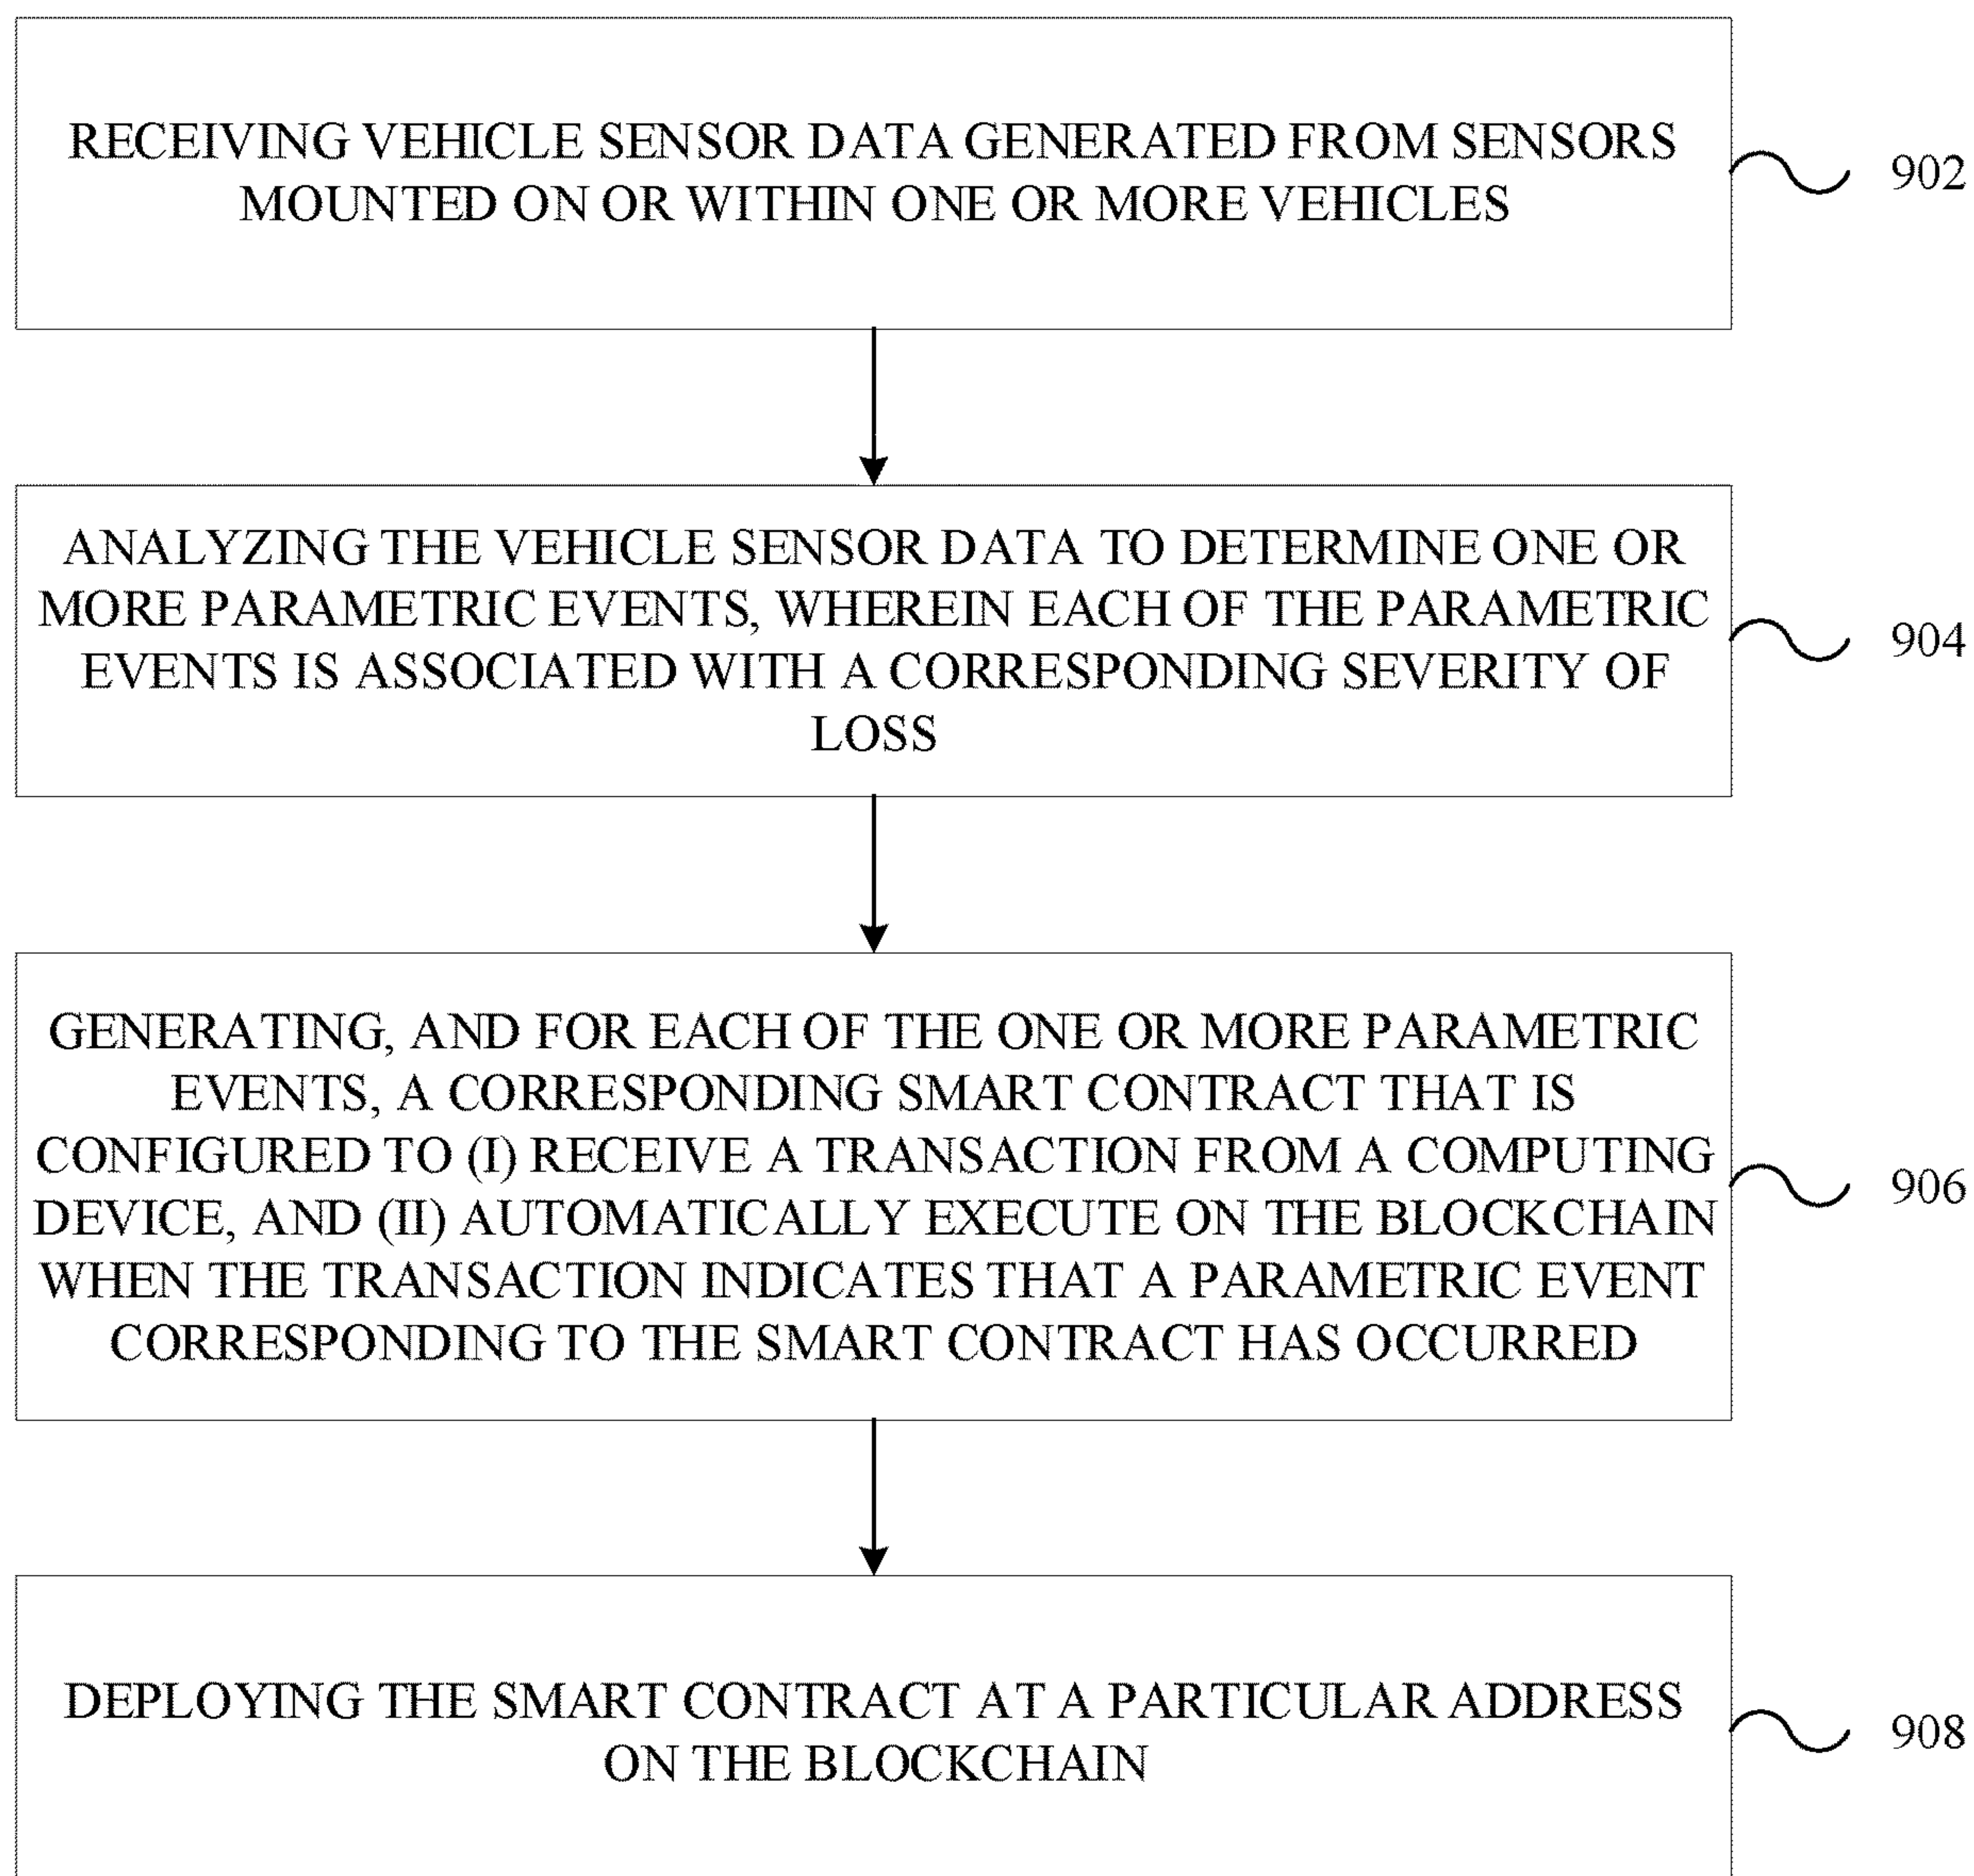 RECEIVING VEHICLE SENSOR DATA GENERATED FROM SENSORS
MOUNTED ON OR WITHIN ONE OR MORE VEHICLES
902
ANALYZING THE VEHICLE SENSOR DATA TO DETERMINE ONE OR
MORE PARAMETRIC EVENTS, WHEREIN EACH OF THE PARAMETRIC
EVENTS IS ASSOCIATED WITH A CORRESPONDING SEVERITY OF
LOSS
904
GENERATING, AND FOR EACH OF THE ONE OR MORE PARAMETRIC
EVENTS, A CORRESPONDING SMART CONTRACT THAT IS
CONFIGURED TO (I) RECEIVE A TRANSACTION FROM A COMPUTING
DEVICE, AND (II) AUTOMATICALLY EXECUTE ON THE BLOCKCHAIN
WHEN THE TRANSACTION INDICATES THAT A PARAMETRIC EVENT
CORRESPONDING TO THE SMART CONTRACT HAS OCCURRED
906
DEPLOYING THE SMART CONTRACT AT A PARTICULAR ADDRESS
ON THE BLOCKCHAIN
908